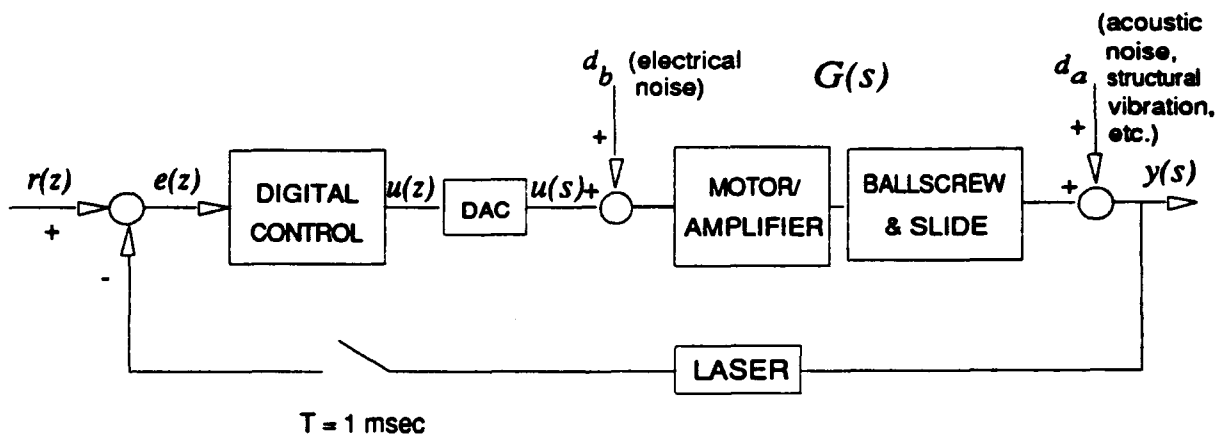 (acoustic
noise,
structural
vibration,
etc.)
d_a
d_b (electrical
noise)
G(s)
+
+
r(z)
+
-
e(z)
DIGITAL
CONTROL
u(z)
DAC
u(s)
+
MOTOR/
AMPLIFIER
BALLSCREW
& SLIDE
+
y(s)
LASER
T = 1 msec